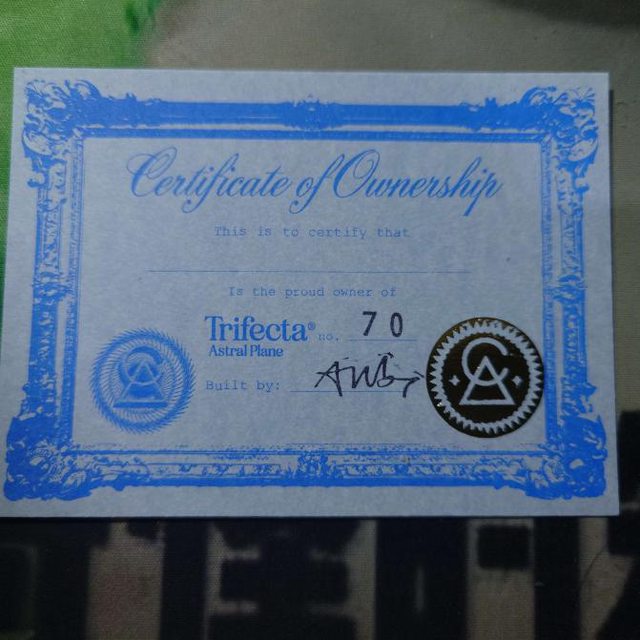 Certificate of Ownership
This is to certify that
Is the proud owner of
Trifecta® no. 70
Astral Plane
Built by: